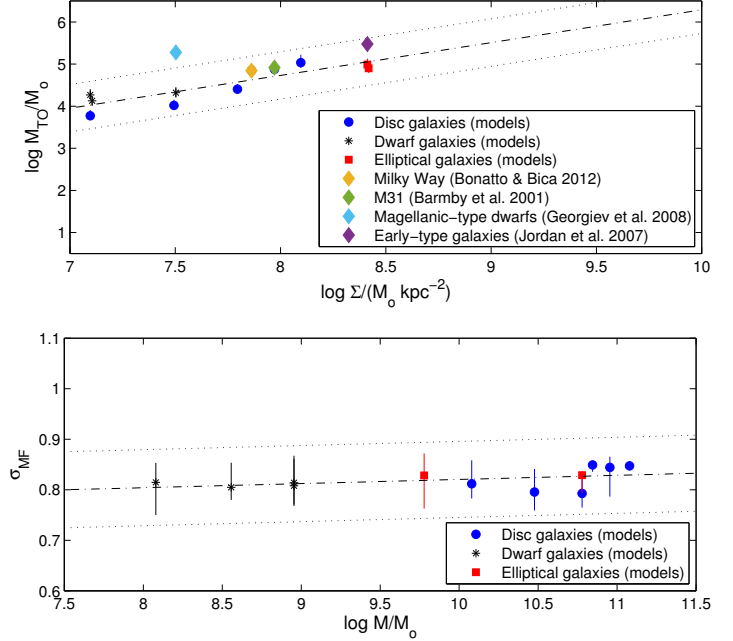 6
5
4
3
2
1
log M_TO/M_o
Disc galaxies (models)
Dwarf galaxies (models)
Elliptical galaxies (models)
Milky Way (Bonatto & Bica 2012)
M31 (Barmby et al. 2001)
Magellanic−type dwarfs (Georgiev et al. 2008)
Early−type galaxies (Jordan et al. 2007)
7 7.5 8 8.5 9 9.5 10
log Σ/(M_o kpc^−2)
1.1
1
0.9
0.8
0.7
0.6
σ_MF
Disc galaxies (models)
Dwarf galaxies (models)
Elliptical galaxies (models)
7.5 8 8.5 9 9.5 10 10.5 11 11.5
log M/M_o